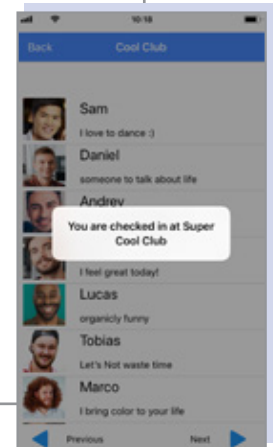 10:18
Back Cool Club
Sam
I love to dance :)
Daniel
someone to talk about life
Andrey
You are checked in at Super
Cool Club
I feel great today!
Lucas
organicly funny
Tobias
Let's Not waste time
Marco
I bring color to your life
Previous Next